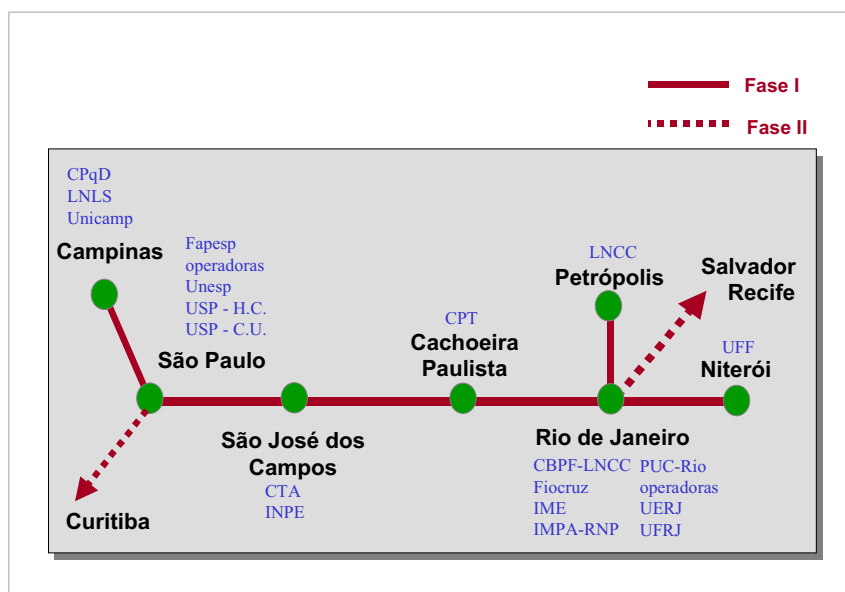 Fase I
Fase II
CPqD
LNLS
Unicamp
Campinas
Fapesp
operadoras
Unesp
USP - H.C.
USP - C.U.
São Paulo
Curitiba
São José dos
Campos
CTA
INPE
CPT
Cachoeira
Paulista
LNCC
Petrópolis
Salvador
Recife
UFF
Niterói
Rio de Janeiro
CBPF-LNCC
Fiocruz
IME
IMPA-RNP
PUC-Rio
operadoras
UERJ
UFRJ